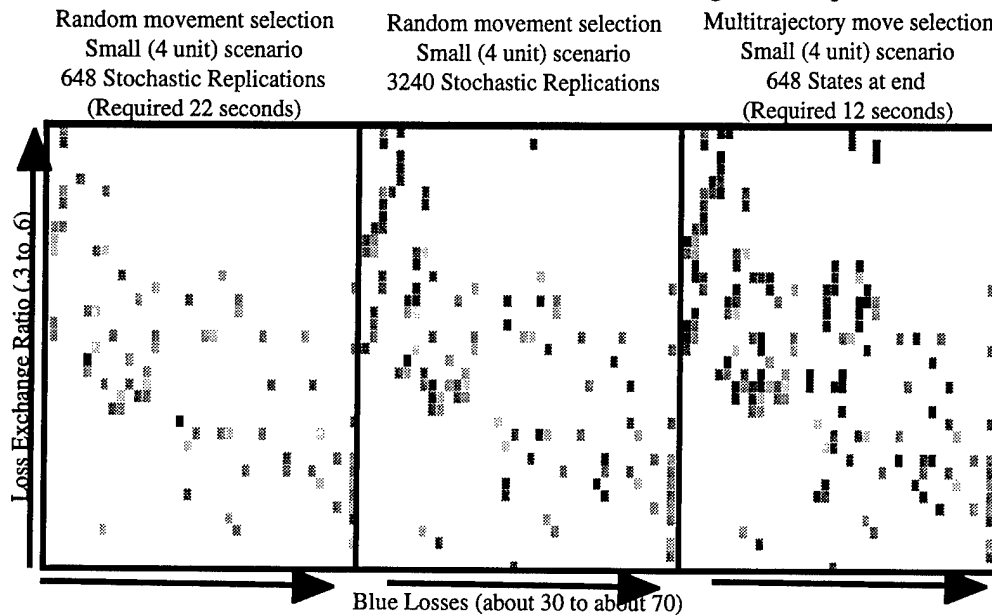 Random movement selection
Small (4 unit) scenario
648 Stochastic Replications
(Required 22 seconds)
Random movement selection
Small (4 unit) scenario
3240 Stochastic Replications
Multitrajectory move selection
Small (4 unit) scenario
648 States at end
(Required 12 seconds)
Loss Exchange Ratio (.3 to .6)
Blue Losses (about 30 to about 70)